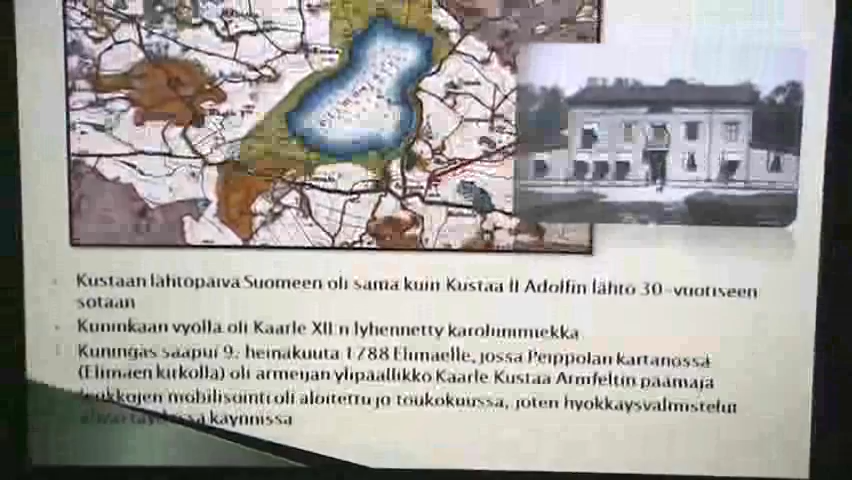 Kustaan lähtöpäivä Suomeen oli sama kuin Kustaa II Adolfin lähtö 30-vuotiseen
sotaan
Kuninkaan vyöllä oli Kaarle XII:n lyhennetty karoliinimiekka
Kuningas saapui 9. heinäkuuta 1788 Elimäelle, jossa Peippolan kartanossa
(Elimäen kirkolla) oli armeijan ylipäällikkö Kaarle Kustaa Armfeltin päämaja
Joukkojen mobilisointi oli aloitettu jo toukokuussa, joten hyökkäysvalmistelut
käynnissä